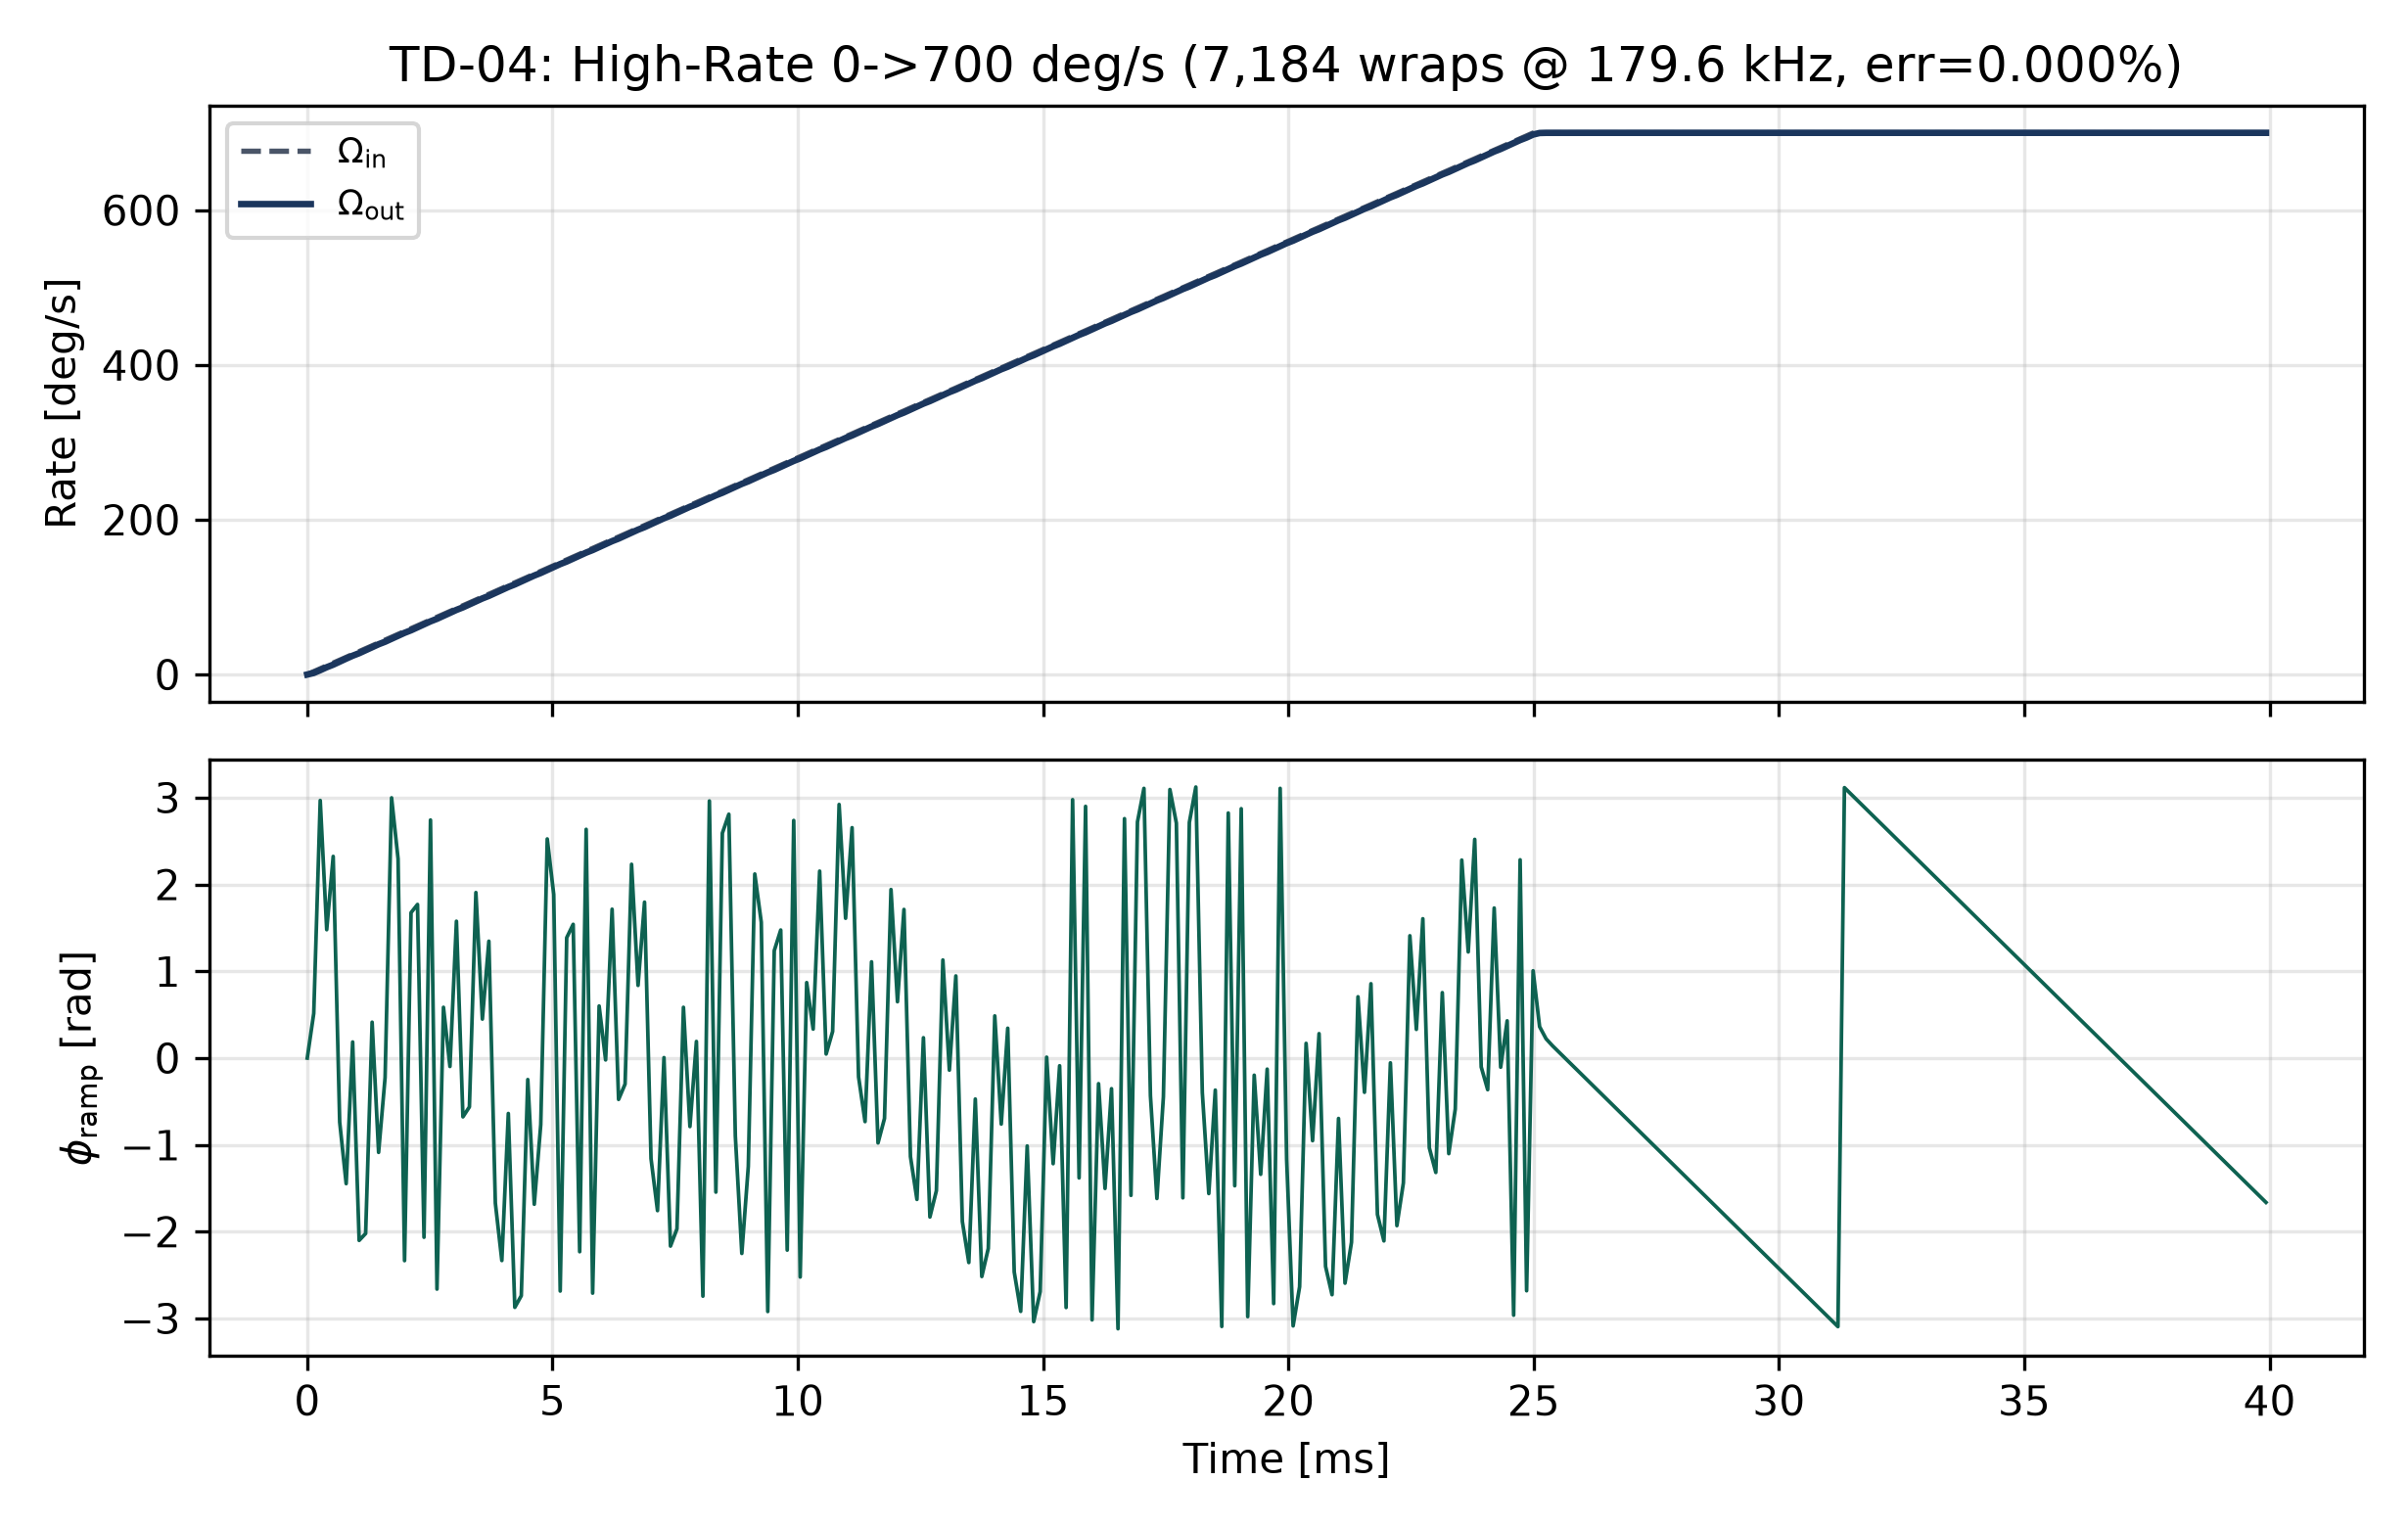 TD-04: High-Rate 0->700 deg/s (7,184 wraps @ 179.6 kHz, err=0.000%)
Ωin
Ωout
Rate [deg/s]
600
400
200
0
ϕramp [rad]
3
2
1
0
−1
−2
−3
0 5 10 15 20 25 30 35 40
Time [ms]